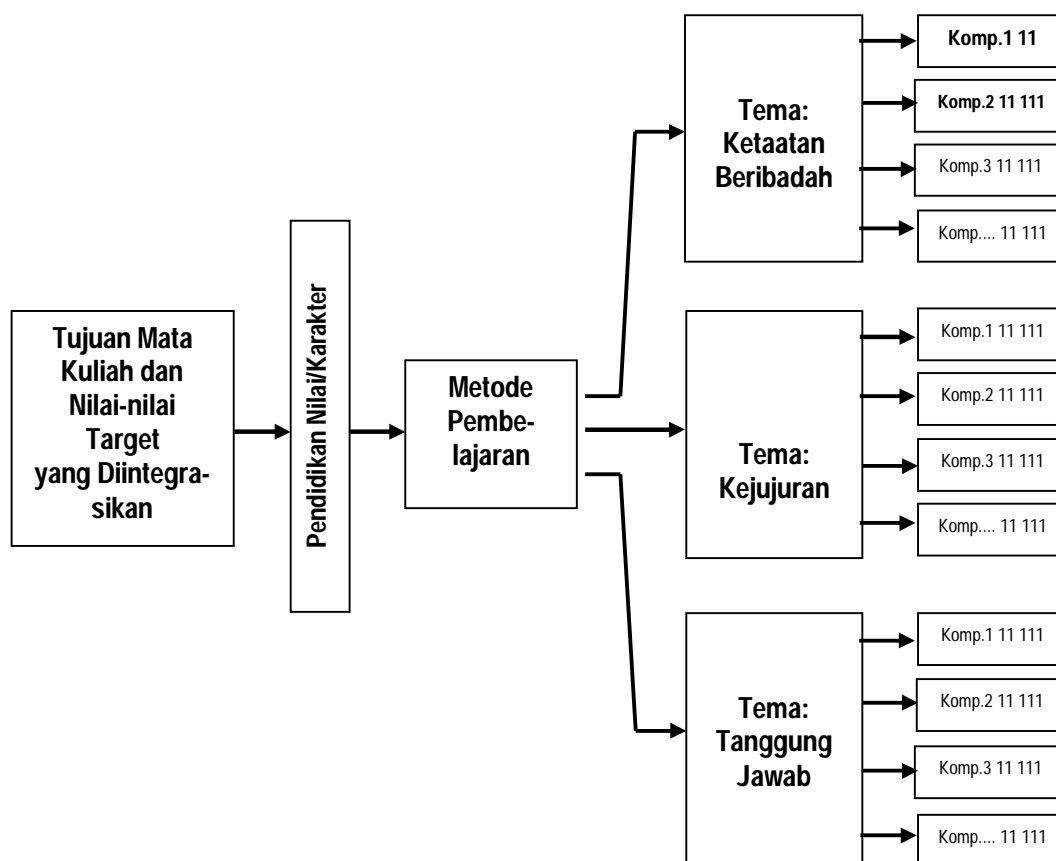 Tujuan Mata
Kuliah dan
Nilai-nilai
Target
yang Diintegra-
sikan
Pendidikan Nilai/Karakter
Metode
Pembe-
lajaran
Tema:
Ketaatan
Beribadah
Komp.1 11
Komp.2 11 111
Komp.3 11 111
Komp.... 11 111
Tema:
Kejujuran
Komp.1 11 111
Komp.2 11 111
Komp.3 11 111
Komp.... 11 111
Tema:
Tanggung
Jawab
Komp.1 11 111
Komp.2 11 111
Komp.3 11 111
Komp.... 11 111